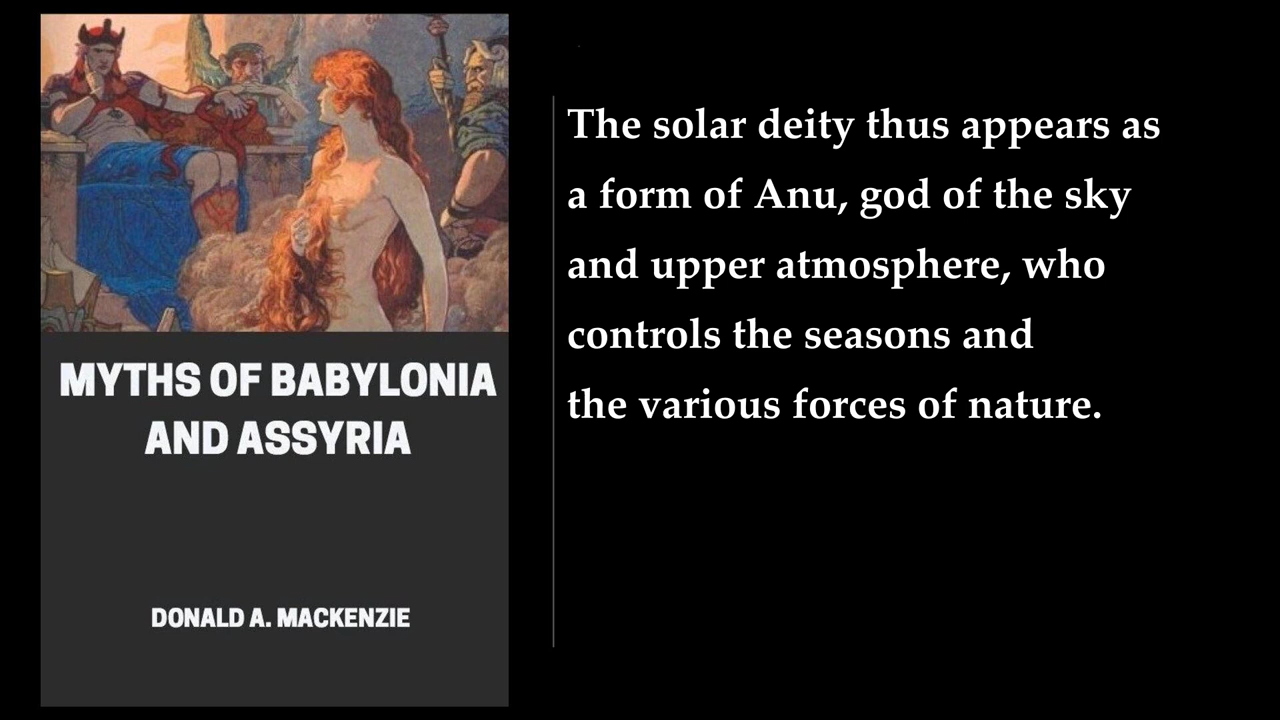 MYTHS OF BABYLONIA
AND ASSYRIA
DONALD A. MACKENZIE
The solar deity thus appears as
a form of Anu, god of the sky
and upper atmosphere, who
controls the seasons and
the various forces of nature.